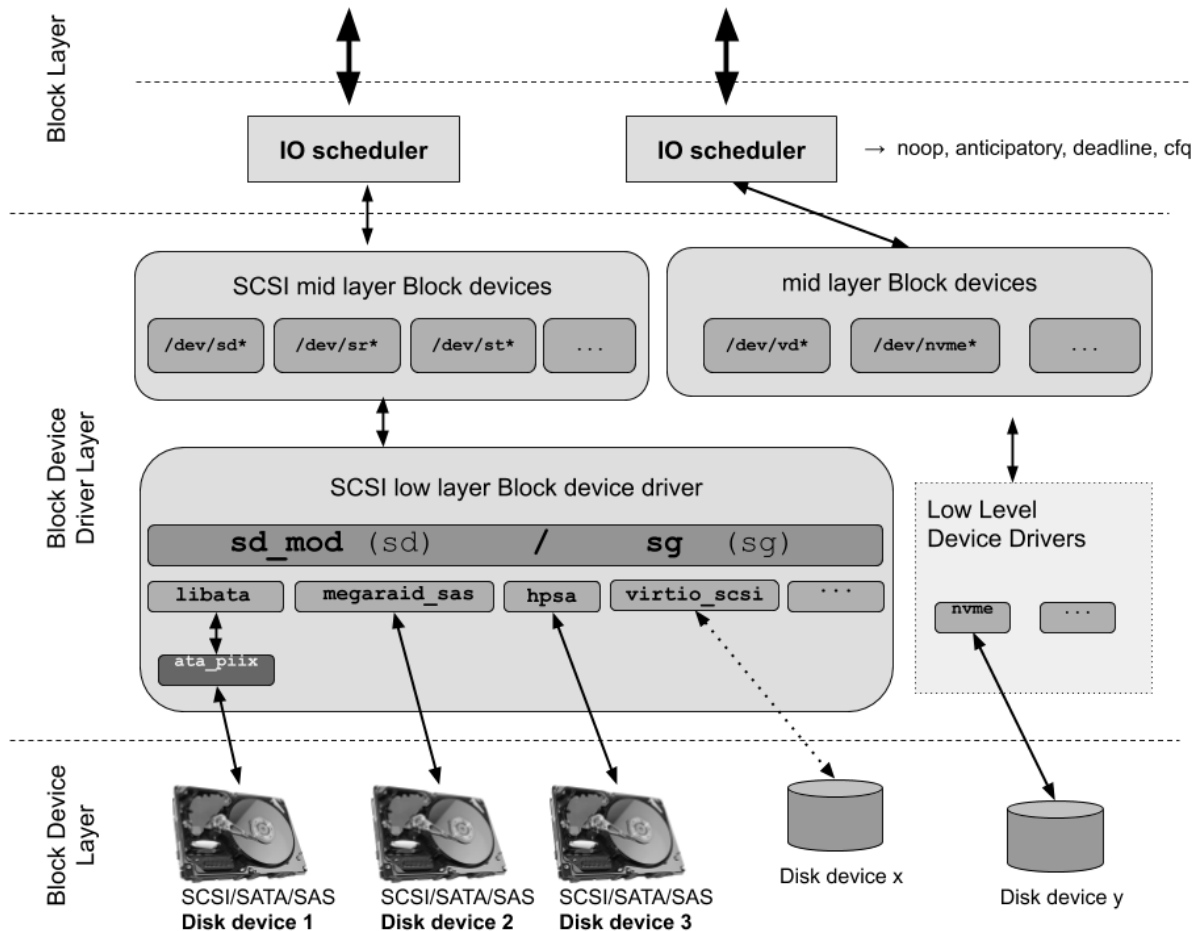 Block Layer
IO scheduler
IO scheduler
→ noop, anticipatory, deadline, cfq
Block Device
Driver Layer
SCSI mid layer Block devices
/dev/sd*
/dev/sr*
/dev/st*
...
mid layer Block devices
/dev/vd*
/dev/nvme*
...
SCSI low layer Block device driver
sd_mod (sd) / sg (sg)
libata
megaraid_sas
hpsa
virtio_scsi
...
ata_piix
Low Level
Device Drivers
nvme
...
Block Device
Layer
SCSI/SATA/SAS
Disk device 1
SCSI/SATA/SAS
Disk device 2
SCSI/SATA/SAS
Disk device 3
Disk device x
Disk device y